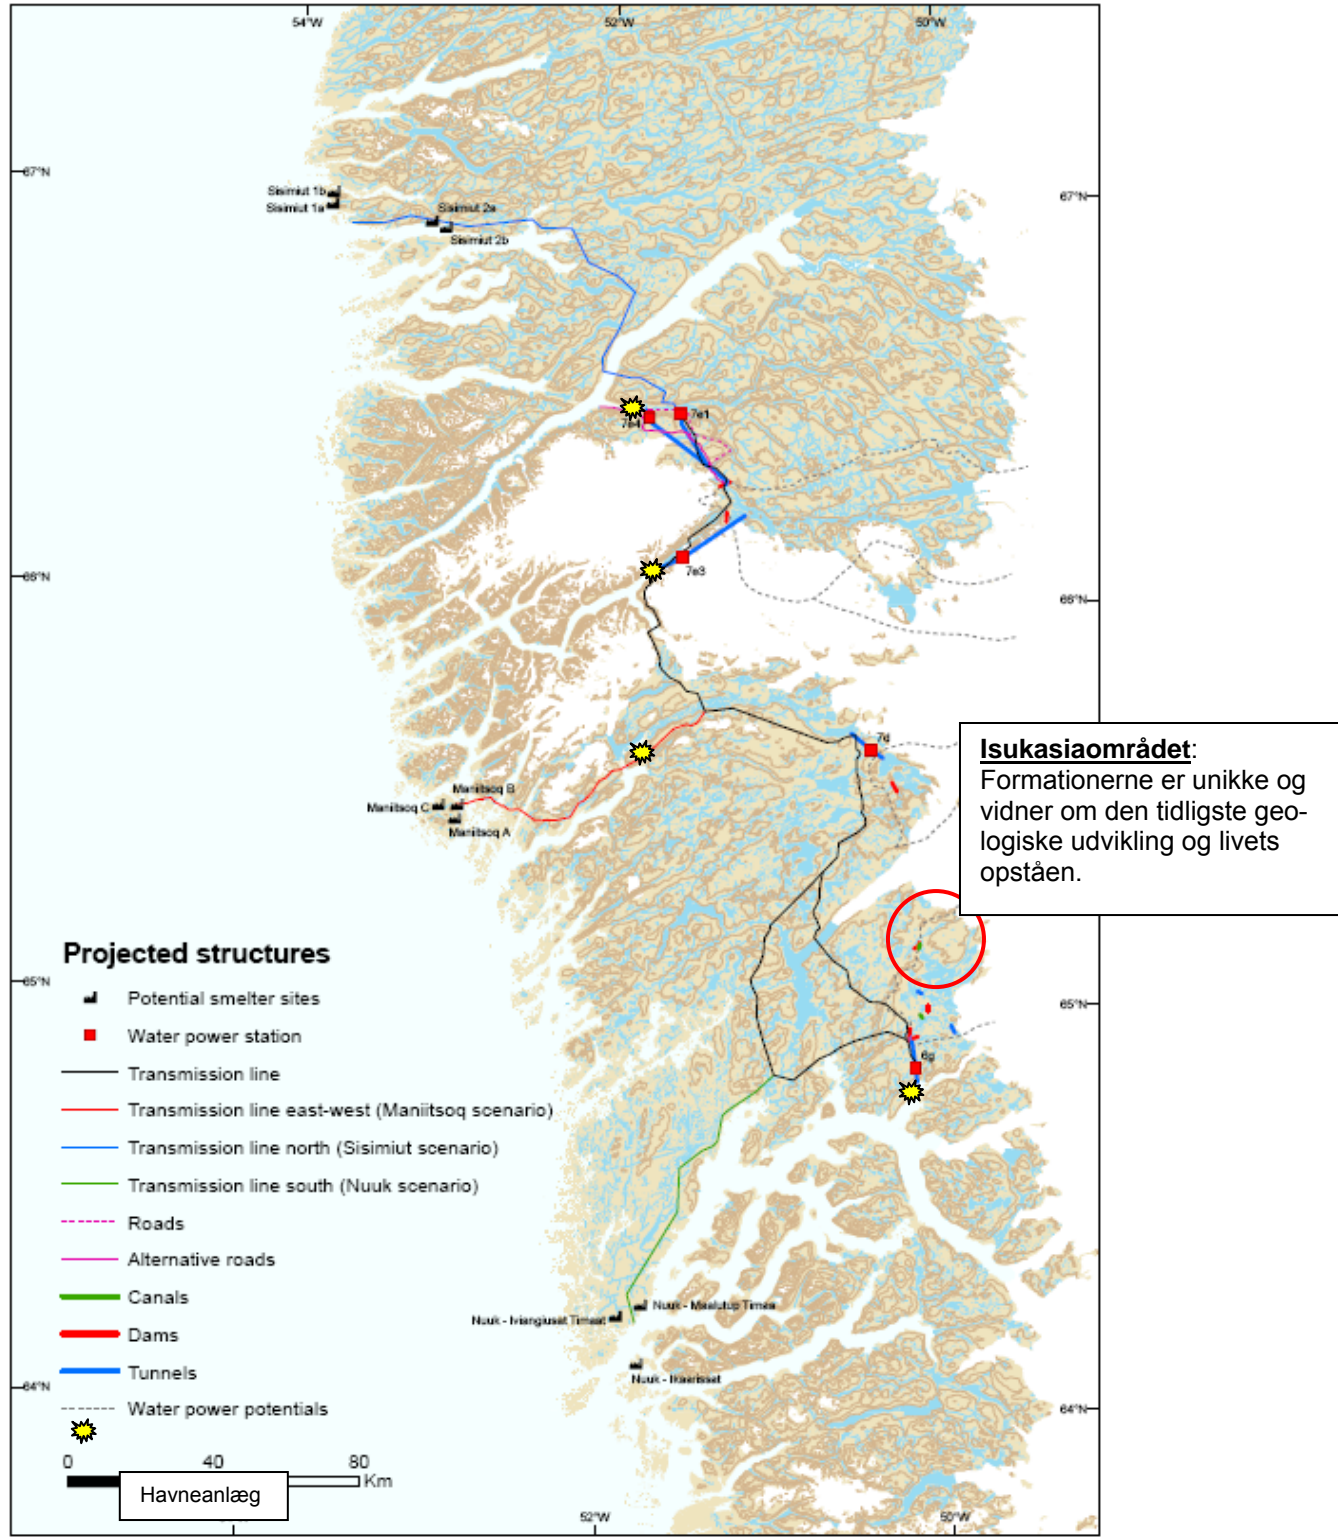 54°W 52°W 50°W
67°N 67°N
Sisimiut 1b
Sisimiut 1a
Sisimiut 2a
Sisimiut 2b
7e4 7e1
7e3
66°N 66°N
7d
Isukasiaområdet:
Formationerne er unikke og
vidner om den tidligste geo-
logiske udvikling og livets
opståen.
Maniitsoq B
Maniitsoq C
Maniitsoq A
65°N 65°N
6g
Projected structures
Potential smelter sites
Water power station
Transmission line
Transmission line east-west (Maniitsoq scenario)
Transmission line north (Sisimiut scenario)
Transmission line south (Nuuk scenario)
Roads
Alternative roads
Canals
Dams
Tunnels
Water power potentials
Nuuk - Maalutup Timaa
Nuuk - Iviangiusat Timaat
Nuuk - Ikaarissat
64°N 64°N
0 40 80
Km
Havneanlæg
52°W 50°W